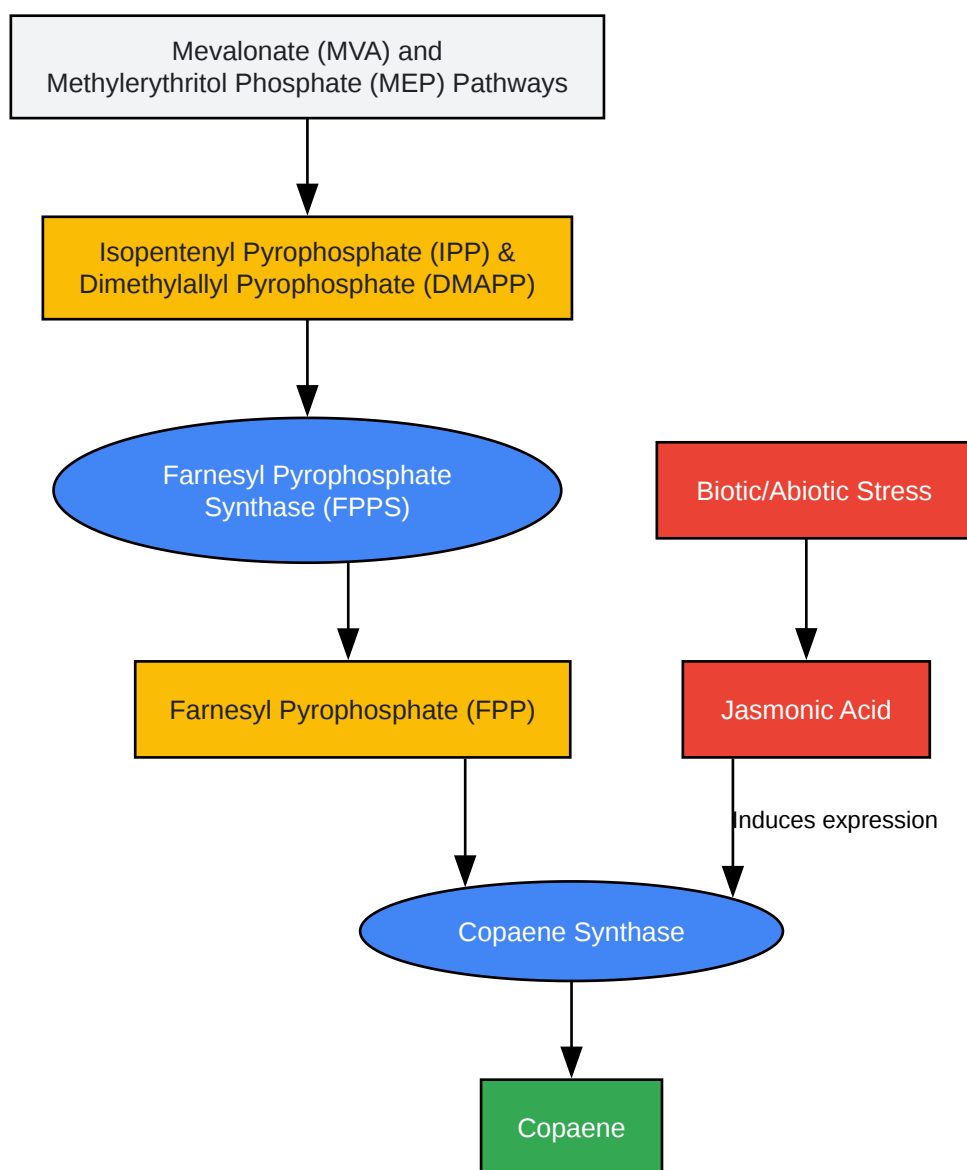 Mevalonate (MVA) and
Methylerythritol Phosphate (MEP) Pathways
Isopentenyl Pyrophosphate (IPP) &
Dimethylallyl Pyrophosphate (DMAPP)
Farnesyl Pyrophosphate
Synthase (FPPS)
Biotic/Abiotic Stress
Farnesyl Pyrophosphate (FPP)
Jasmonic Acid
Induces expression
Copaene Synthase
Copaene